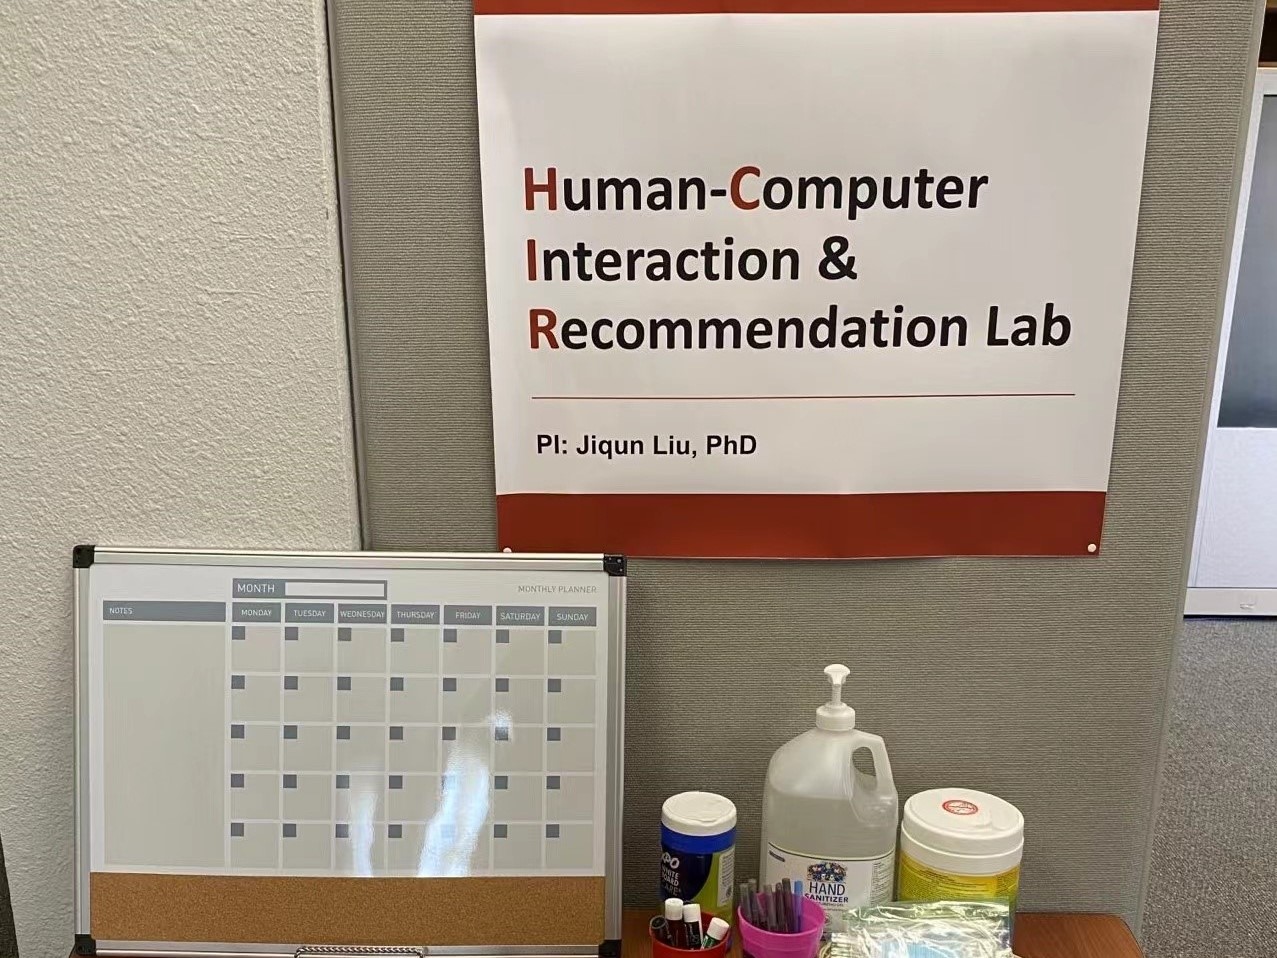 Human-Computer
Interaction &
Recommendation Lab
PI: Jiqun Liu, PhD
MONTH
MONTHLY PLANNER
NOTES
MONDAY TUESDAY WEDNESDAY THURSDAY FRIDAY SATURDAY SUNDAY
HAND
SANITIZER